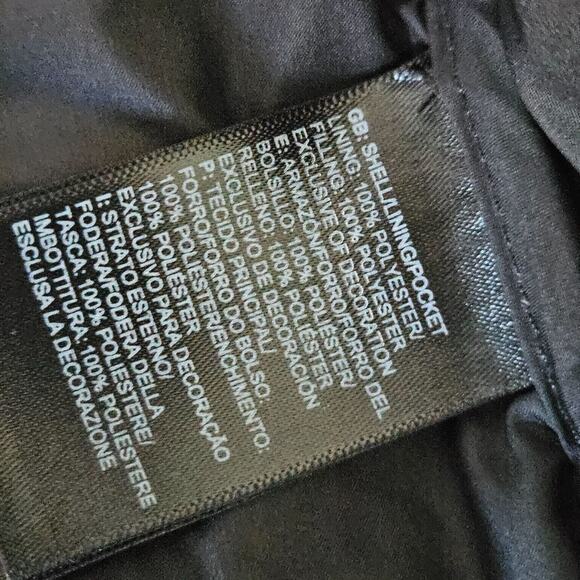 GB: SHELL/LINING/POCKET
LINING: 100% POLYESTER/
FILLING: 100% POLYESTER
EXCLUSIVE OF DECORATION
E: ARMAZÓN/FORRO/FORRO DEL
BOLSILLO: 100% POLIÉSTER/
RELLENO: 100% POLIÉSTER
EXCLUSIVO DE DECORACIÓN
P: TECIDO PRINCIPAL/
FORRO/FORRO DO BOLSO:
100% POLIÉSTER/ENCHIMENTO:
100% POLIÉSTER
EXCLUSIVO PARA DECORAÇÃO
I: STRATO ESTERNO/
FODERA/FODERA DELLA
TASCA: 100% POLIESTERE/
IMBOTTITURA: 100% POLIESTERE
ESCLUSA LA DECORAZIONE